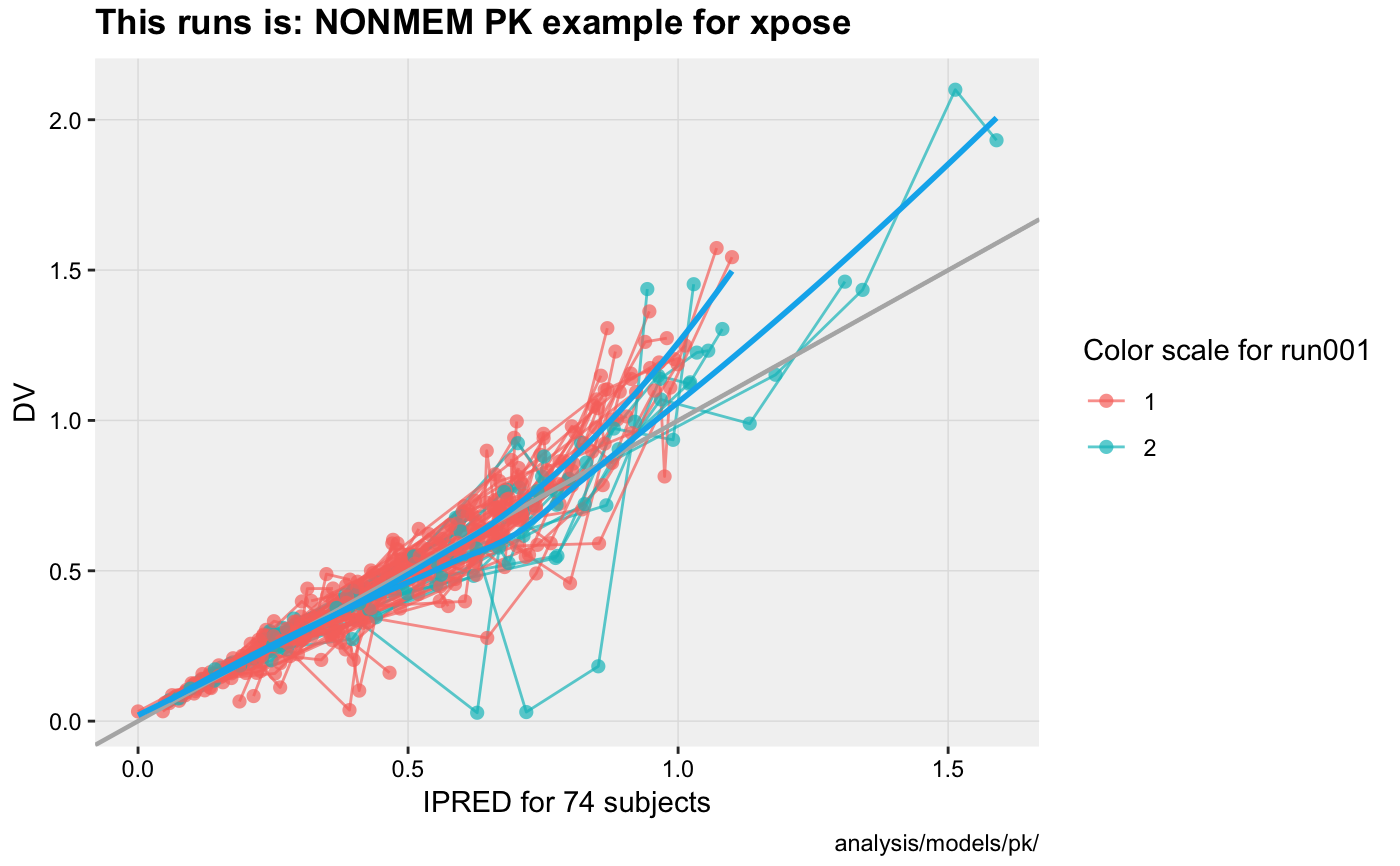 This runs is: NONMEM PK example for xpose
DV
2.0
1.5
1.0
0.5
0.0
0.0 0.5 1.0 1.5
IPRED for 74 subjects
Color scale for run001
1
2
analysis/models/pk/